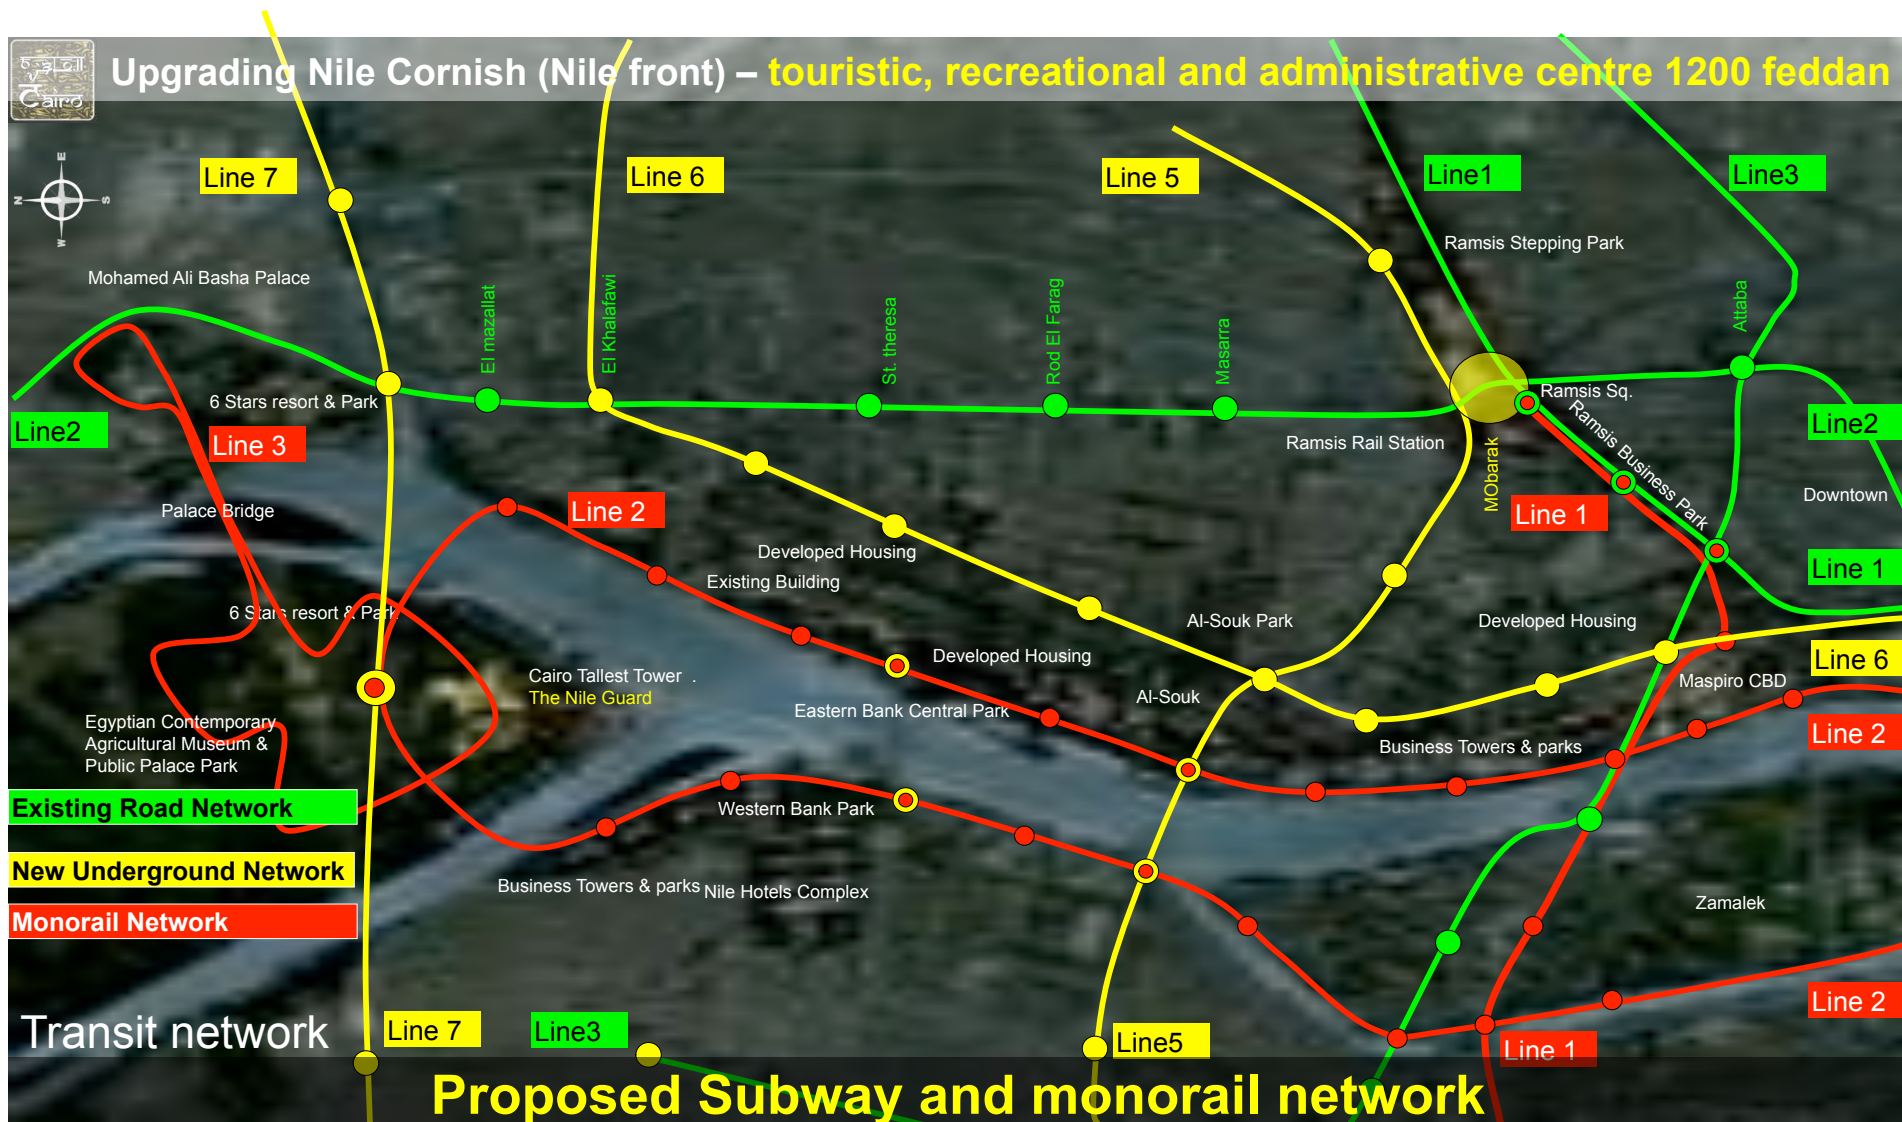 Cairo
Upgrading Nile Cornish (Nile front) – touristic, recreational and administrative centre 1200 feddan
E
N
S
W
Line 7
Line 6
Line 5
Line1
Line3
Ramsis Stepping Park
Mohamed Ali Basha Palace
El mazallat
El Khalafawi
St. theresa
Rod El Farag
Masarra
Attaba
6 Stars resort & Park
Ramsis Sq.
Line2
Line 3
Ramsis Rail Station
MObarak
Ramsis Business Park
Line2
Downtown
Palace Bridge
Line 2
Line 1
Developed Housing
Existing Building
Line 1
6 Stars resort & Park
Al-Souk Park
Developed Housing
Developed Housing
Line 6
Cairo Tallest Tower .
The Nile Guard
Al-Souk
Maspiro CBD
Eastern Bank Central Park
Egyptian Contemporary
Agricultural Museum &
Public Palace Park
Business Towers & parks
Line 2
Existing Road Network
Western Bank Park
New Underground Network
Business Towers & parks
Nile Hotels Complex
Zamalek
Monorail Network
Line 2
Transit network
Line 7
Line3
Line5
Line 1
Proposed Subway and monorail network